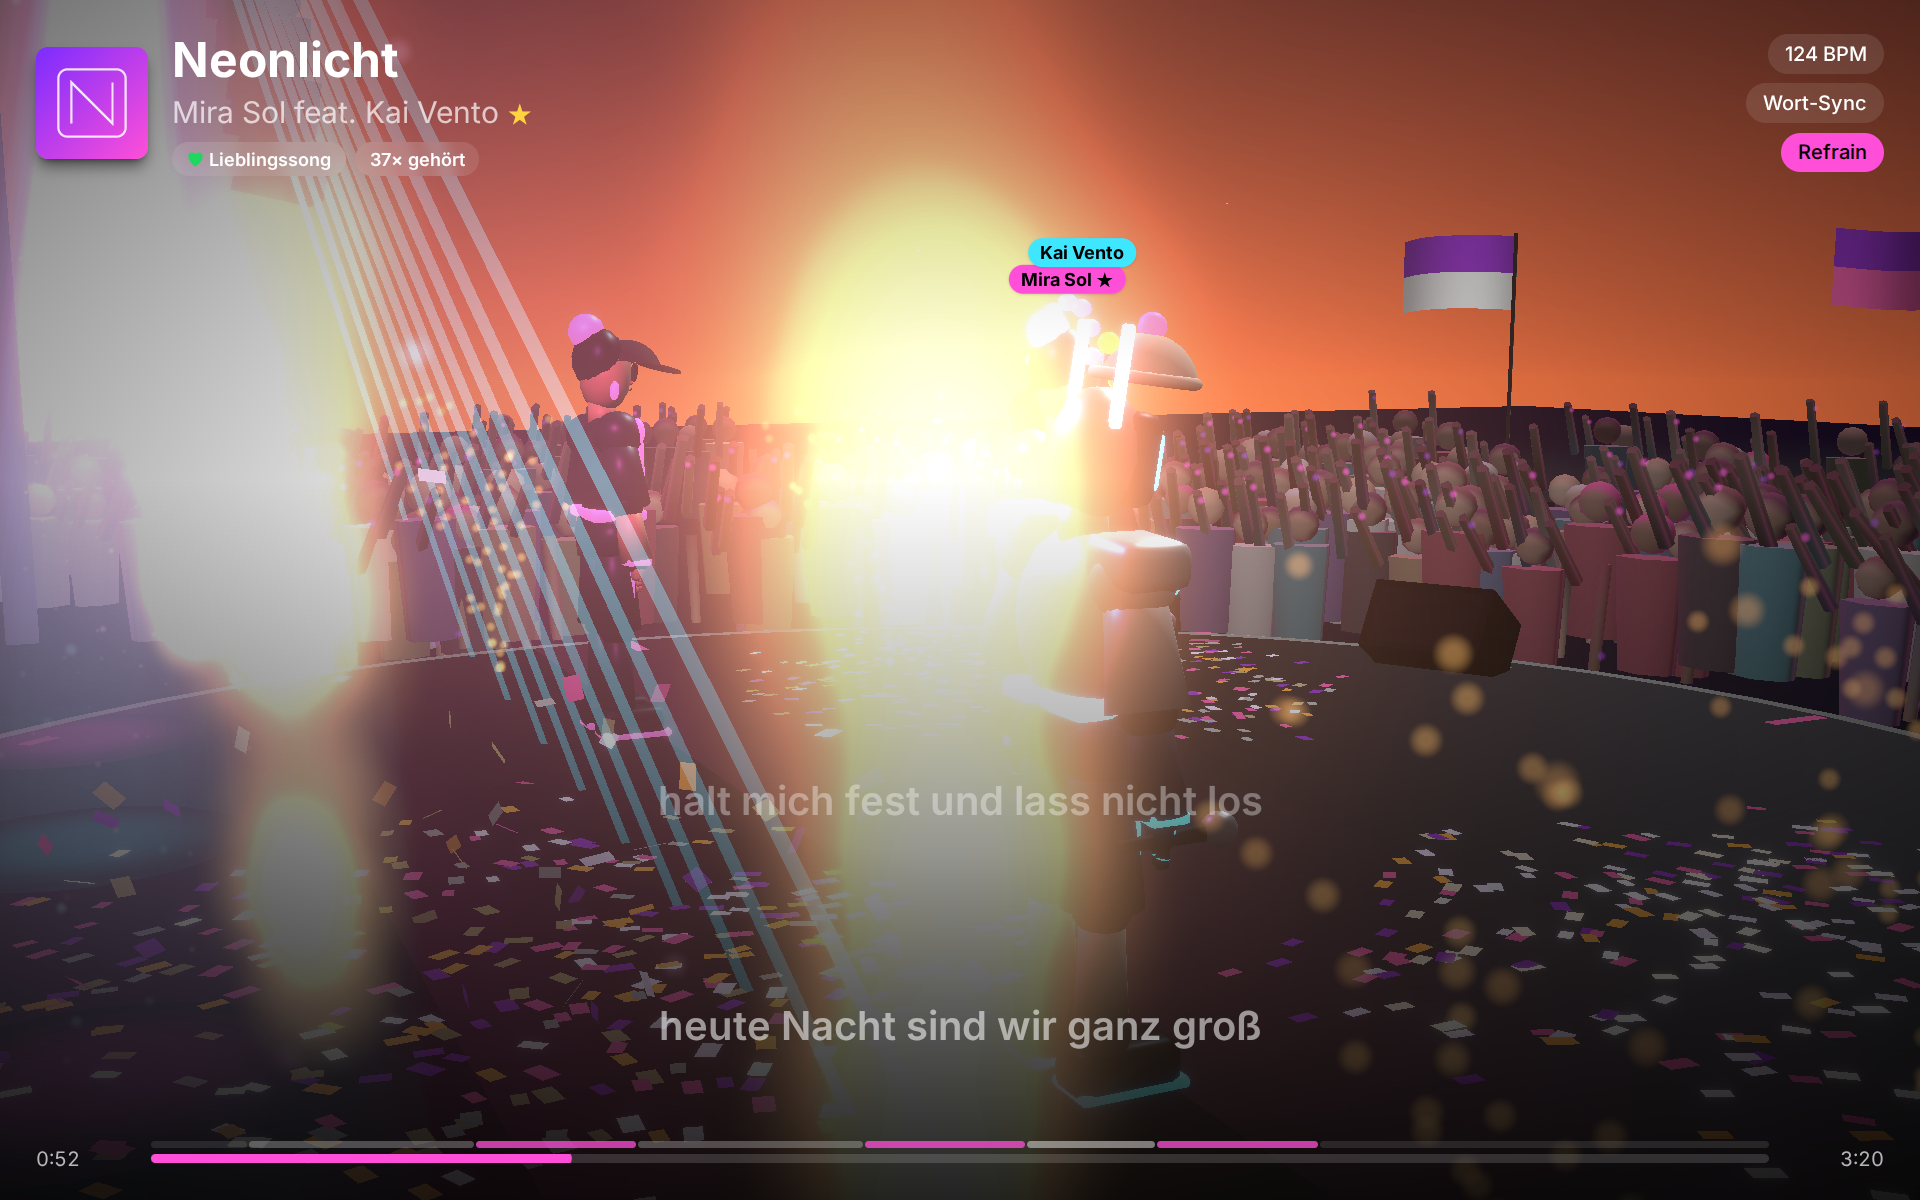 Neonlicht
Mira Sol feat. Kai Vento ★
Lieblingssong
37× gehört
124 BPM
Wort-Sync
Refrain
N
Kai Vento
Mira Sol ★
halt mich fest und lass nicht los
heute Nacht sind wir ganz groß
0:52
3:20